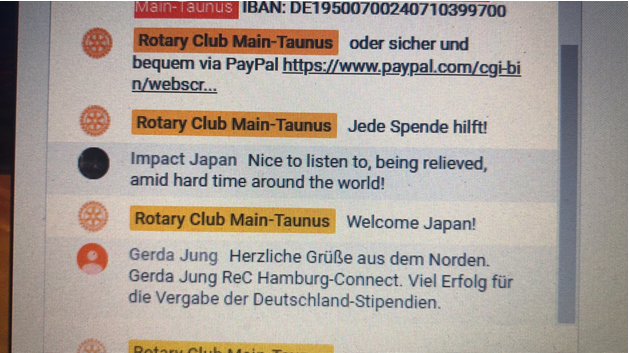 Main-Taunus IBAN: DE19500700240710399700
Rotary Club Main-Taunus oder sicher und
bequem via PayPal https://www.paypal.com/cgi-bi
n/webscr...
Rotary Club Main-Taunus Jede Spende hilft!
Impact Japan Nice to listen to, being relieved,
amid hard time around the world!
Rotary Club Main-Taunus Welcome Japan!
Gerda Jung Herzliche Grüße aus dem Norden.
Gerda Jung ReC Hamburg-Connect. Viel Erfolg für
die Vergabe der Deutschland-Stipendien.
Rotary Club Main-Taunus